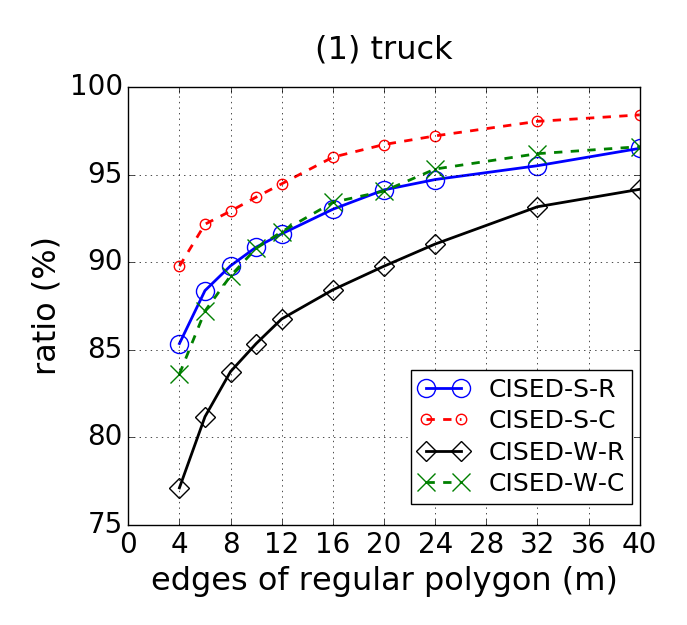 (1) truck
ratio (%)
100
95
90
85
80
75
0 4 8 12 16 20 24 28 32 36 40
edges of regular polygon (m)
CISED-S-R
CISED-S-C
CISED-W-R
CISED-W-C